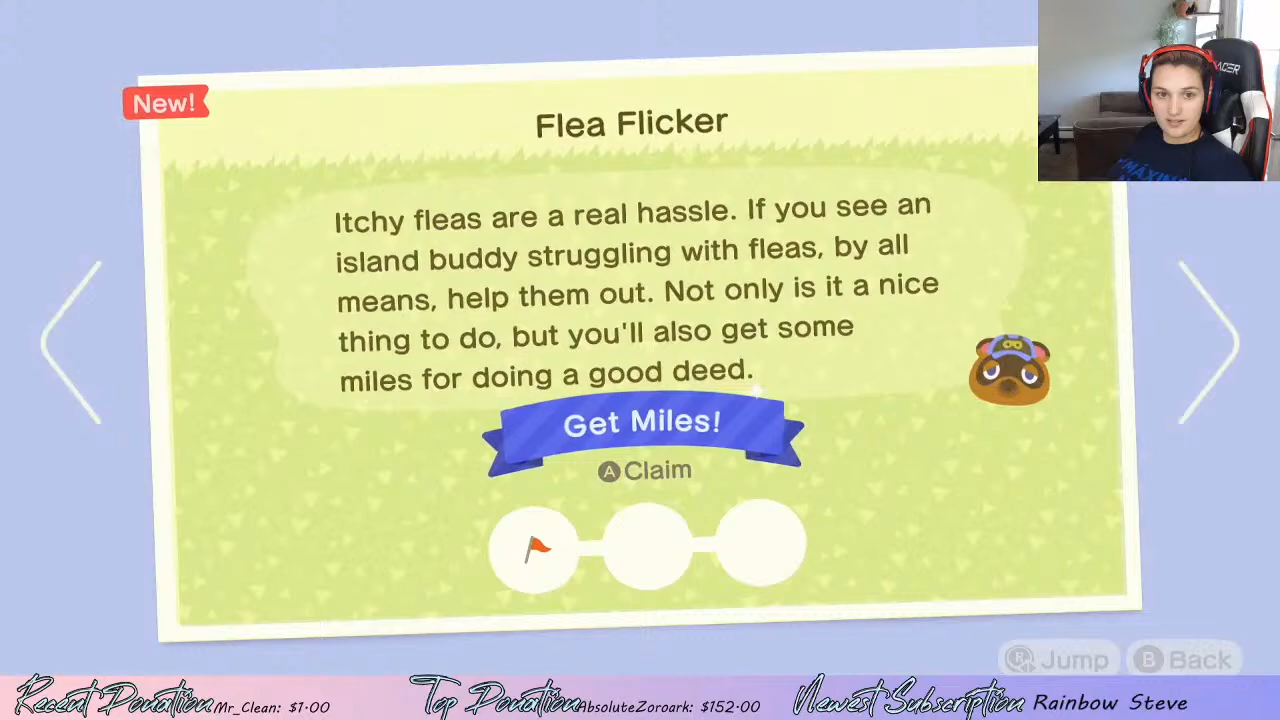 New!
Flea Flicker
Itchy fleas are a real hassle. If you see an
island buddy struggling with fleas, by all
means, help them out. Not only is it a nice
thing to do, but you'll also get some
miles for doing a good deed.
Get Miles!
A Claim
R Jump B Back
Recent Donation Mr_Clean: $1.00 Top Donation AbsoluteZoroark: $152.00 Newest Subscription Rainbow Steve